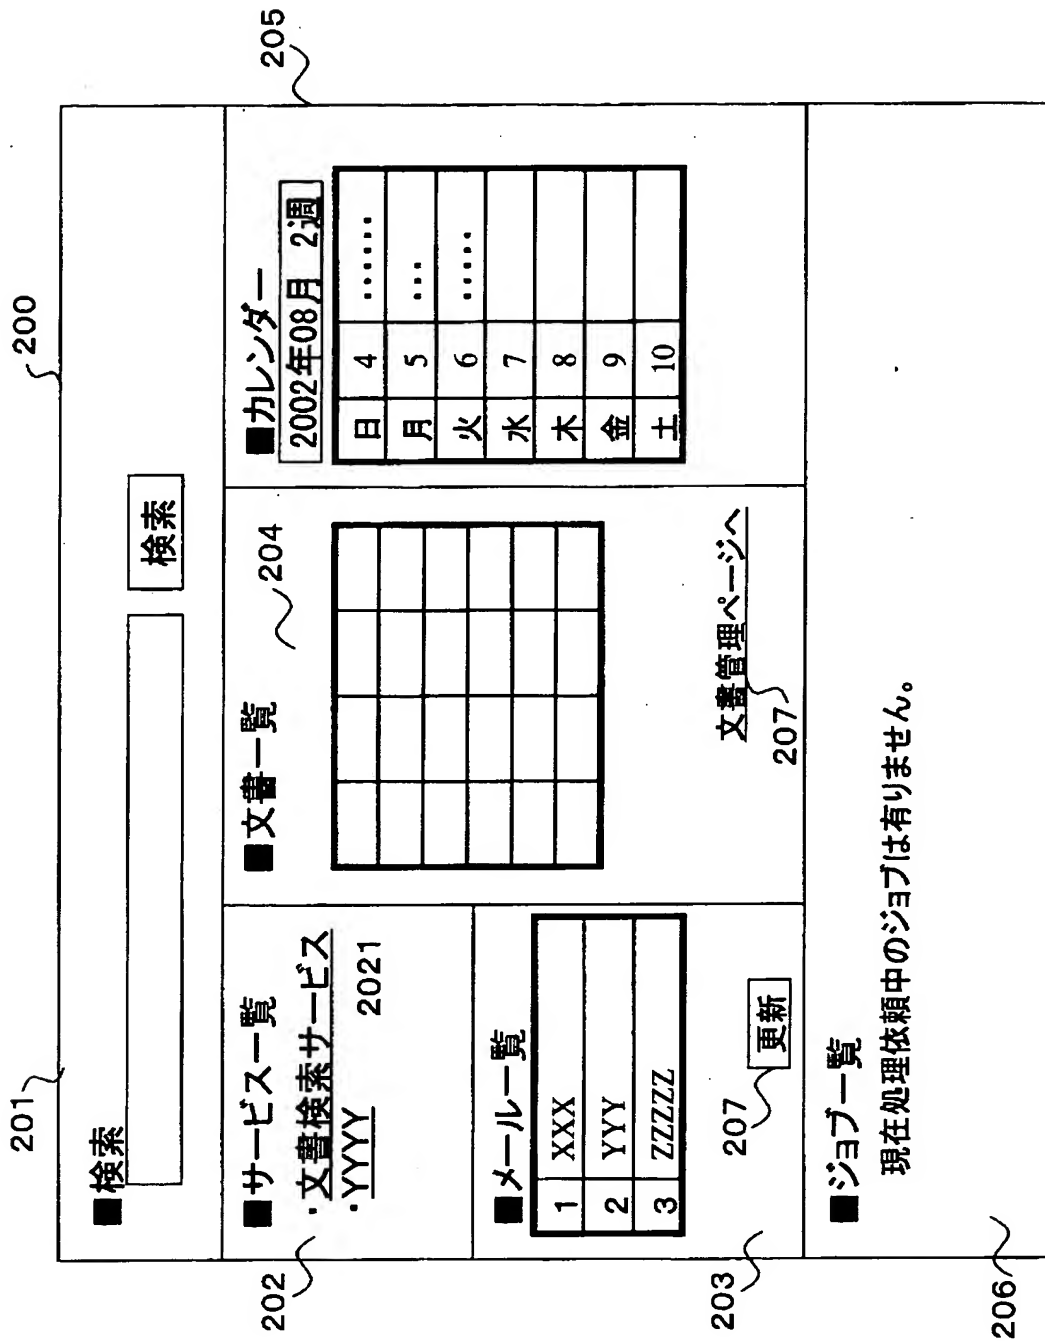 200
201
■検索
検索
205
■サービス一覧
・文書検索サービス
・YYYY
2021
202
■文書一覧
204
文書管理ページへ
207
■カレンダー
2002年08月 2週
日 4 ......
月 5 ...
火 6 .....
水 7
木 8
金 9
土 10
■メール一覧
1 XXX
2 YYY
3 ZZZZZ
207
更新
203
■ジョブ一覧
現在処理依頼中のジョブは有りません。
206